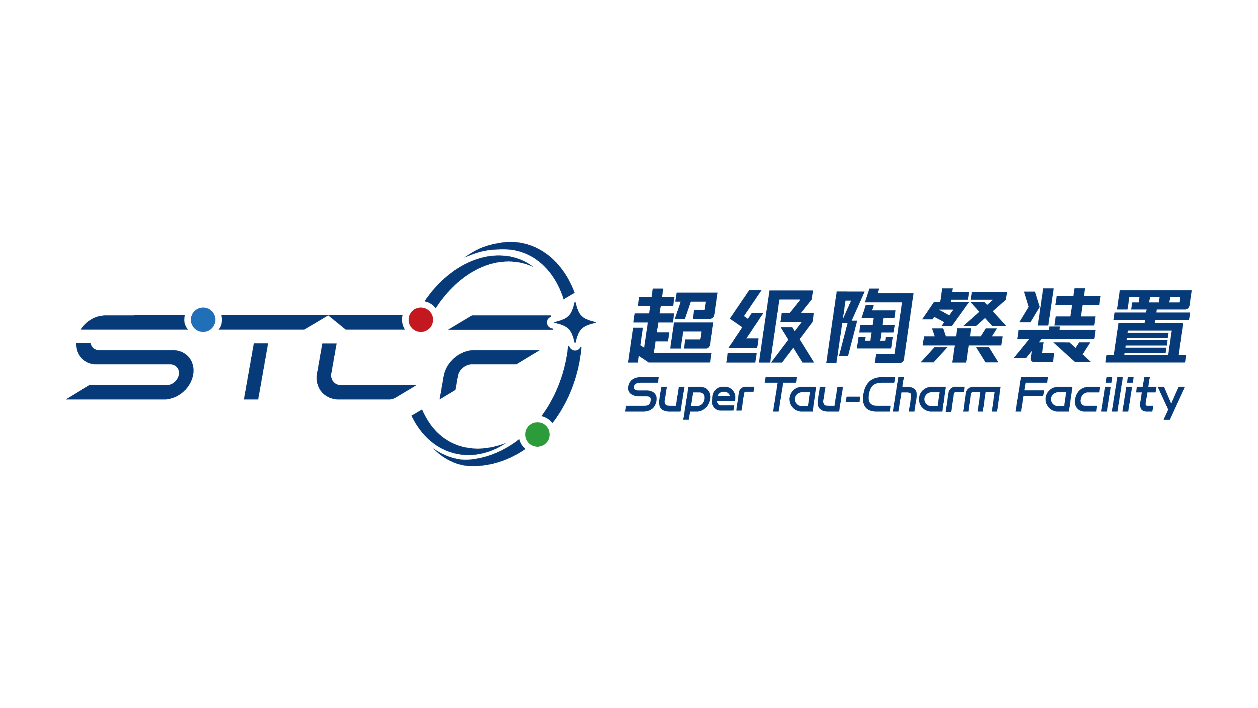 STCF
超级陶粲装置
Super Tau-Charm Facility